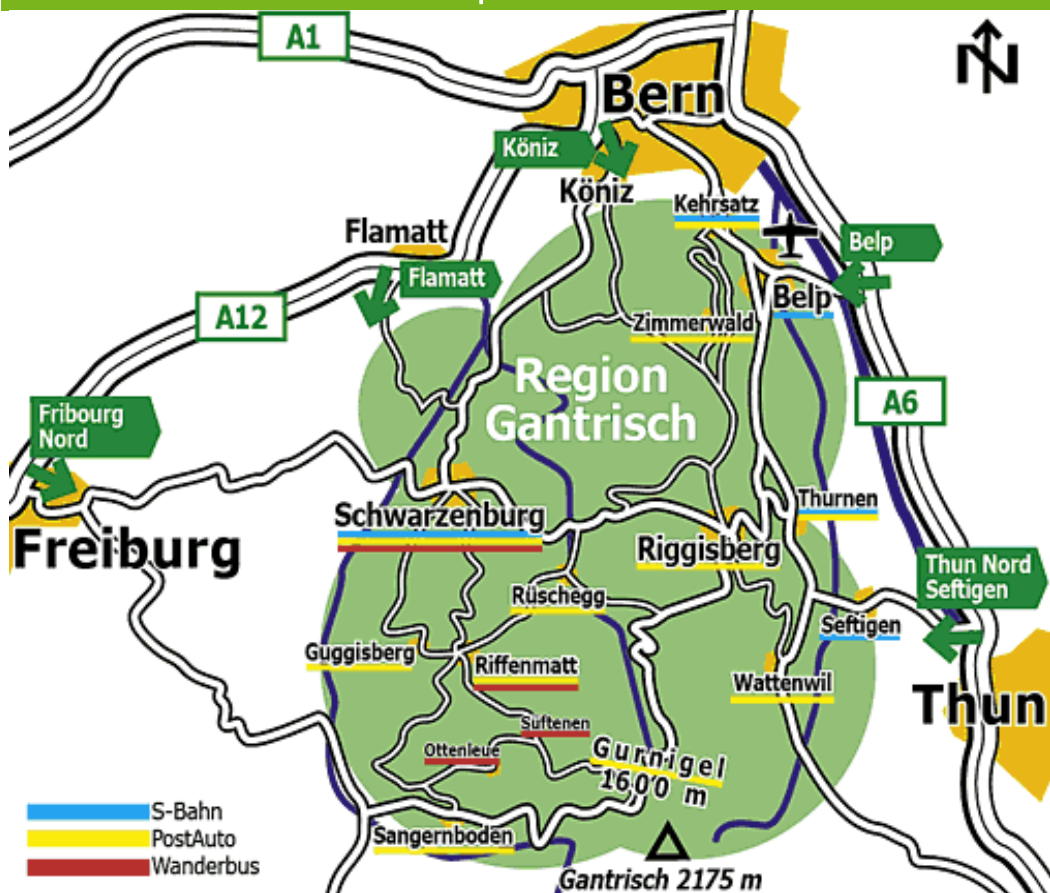 A1
N
Bern
Köniz
Köniz
Kehrsatz
Flamatt
Belp
Flamatt
Belp
A12
Zimmerwald
Region
Gantrisch
A6
Fribourg
Nord
Thurnen
Schwarzenburg
Freiburg
Riggisberg
Thun Nord
Seftigen
Rüschegg
Seftigen
Guggisberg
Riffenmatt
Wattenwil
Thun
Suftenen
Ottenleue
Gurnigel
1600 m
S-Bahn
PostAuto
Sangernboden
Wanderbus
Gantrisch 2175 m